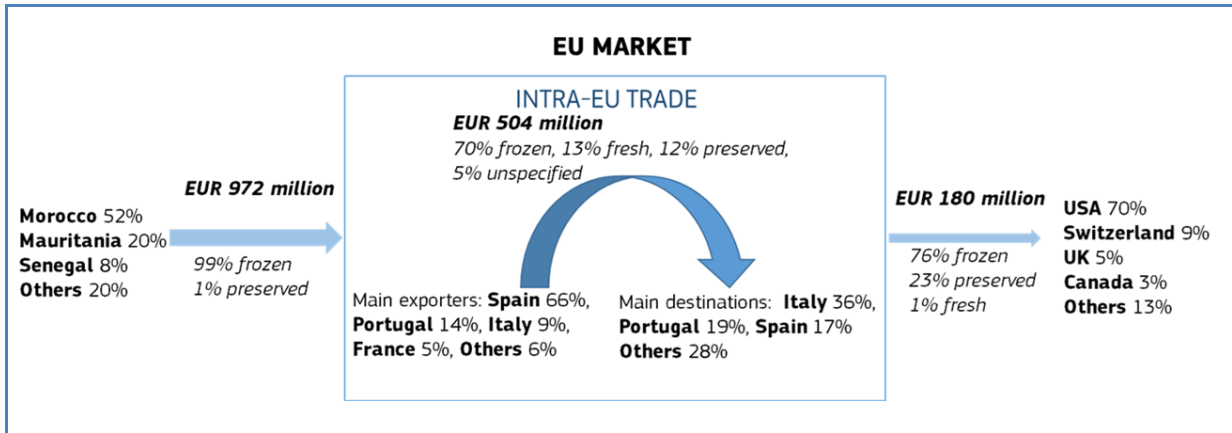 EU MARKET
INTRA-EU TRADE
EUR 504 million
70% frozen, 13% fresh, 12% preserved,
5% unspecified
EUR 972 million
Morocco 52%
Mauritania 20%
Senegal 8%
Others 20%
99% frozen
1% preserved
Main exporters: Spain 66%,
Portugal 14%, Italy 9%,
France 5%, Others 6%
Main destinations: Italy 36%,
Portugal 19%, Spain 17%
Others 28%
EUR 180 million
76% frozen
23% preserved
1% fresh
USA 70%
Switzerland 9%
UK 5%
Canada 3%
Others 13%